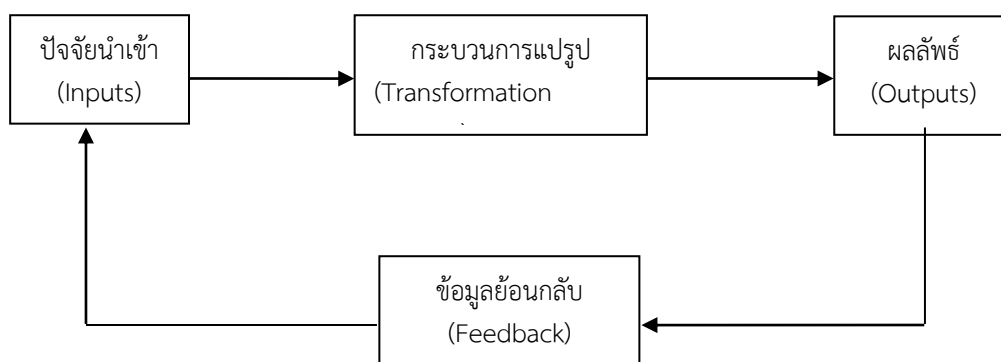 ปัจจัยนำเข้า
(Inputs)
กระบวนการแปรูป
(Transformation
ผลลัพธ์
(Outputs)
ข้อมูลย้อนกลับ
(Feedback)